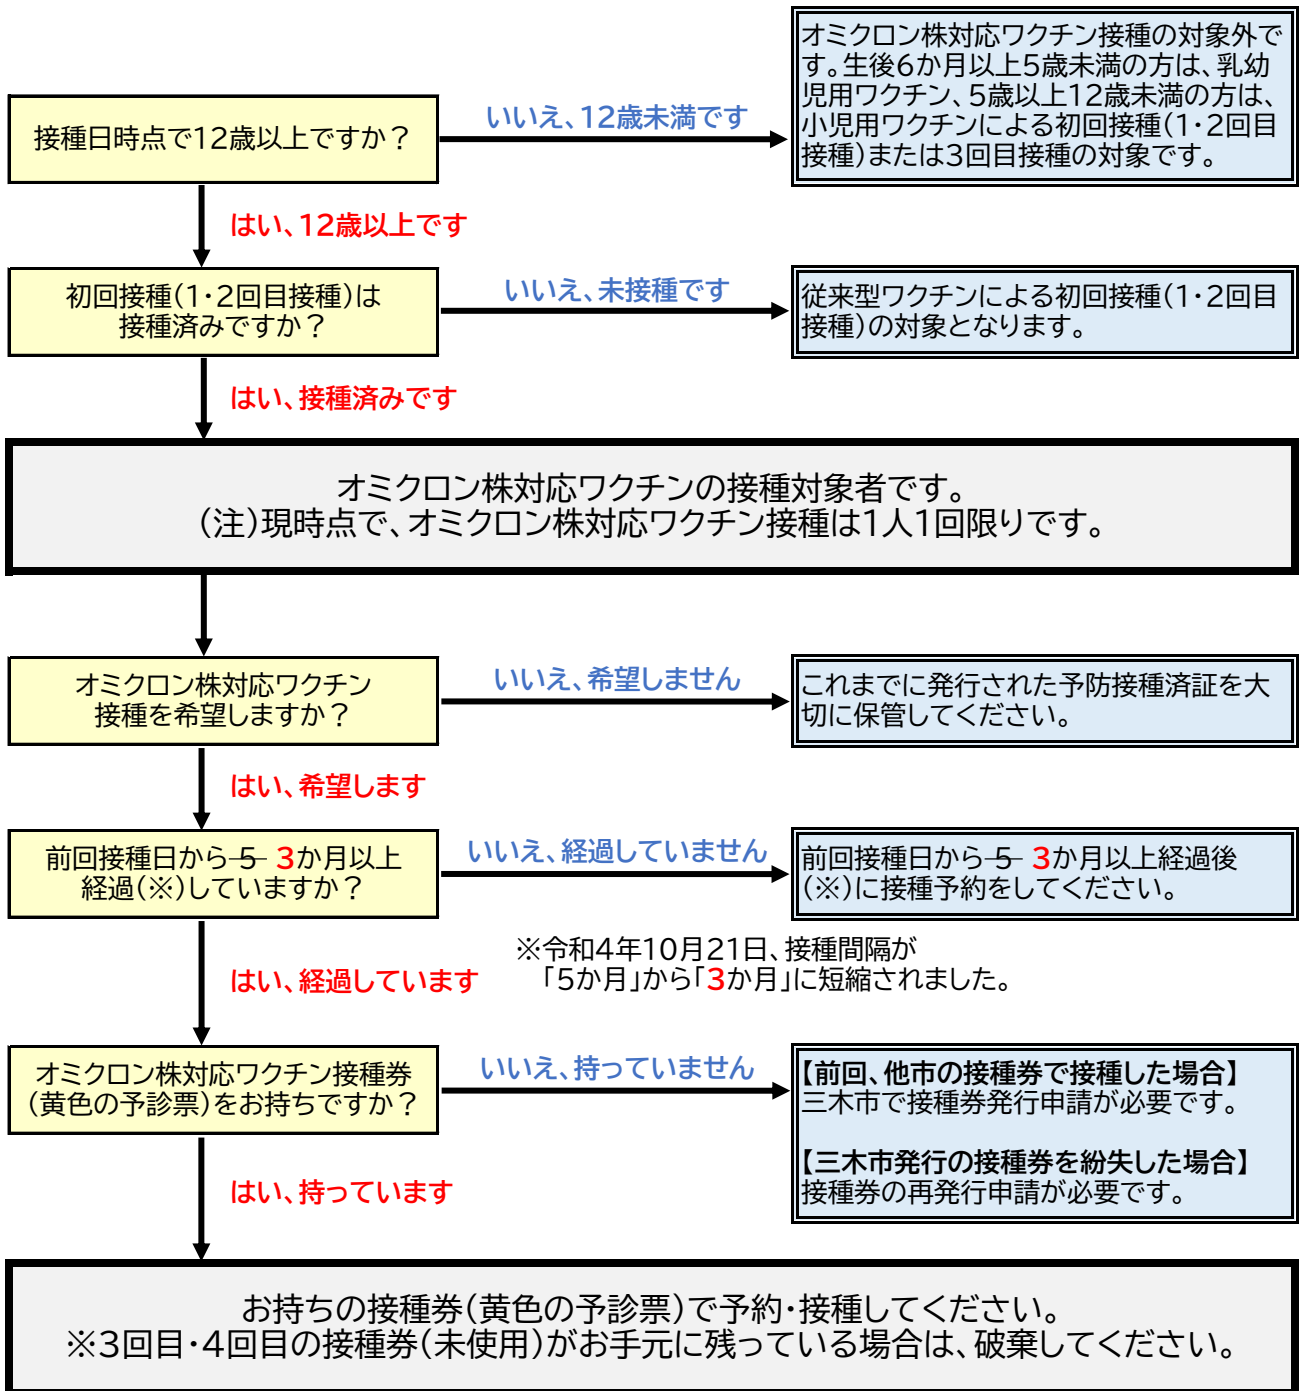 接種日時点で12歳以上ですか？
いいえ、12歳未満です
オミクロン株対応ワクチン接種の対象外で
す。生後6か月以上5歳未満の方は、乳幼
児用ワクチン、5歳以上12歳未満の方は、
小児用ワクチンによる初回接種（1・2回目
接種）または3回目接種の対象です。
はい、12歳以上です
初回接種（1・2回目接種）は
接種済みですか？
いいえ、未接種です
従来型ワクチンによる初回接種（1・2回目
接種）の対象となります。
はい、接種済みです
オミクロン株対応ワクチンの接種対象者です。
（注）現時点で、オミクロン株対応ワクチン接種は1人1回限りです。
オミクロン株対応ワクチン
接種を希望しますか？
いいえ、希望しません
これまでに発行された予防接種済証を大
切に保管してください。
はい、希望します
前回接種日から 5 3か月以上
経過（※）していますか？
いいえ、経過していません
前回接種日から 5 3か月以上経過後
（※）に接種予約をしてください。
はい、経過しています
※令和4年10月21日、接種間隔が
「5か月」から「3か月」に短縮されました。
オミクロン株対応ワクチン接種券
（黄色の予診票）をお持ちですか？
いいえ、持っていません
【前回、他市の接種券で接種した場合】
三木市で接種券発行申請が必要です。
【三木市発行の接種券を紛失した場合】
接種券の再発行申請が必要です。
はい、持っています
お持ちの接種券（黄色の予診票）で予約・接種してください。
※3回目・4回目の接種券（未使用）がお手元に残っている場合は、破棄してください。